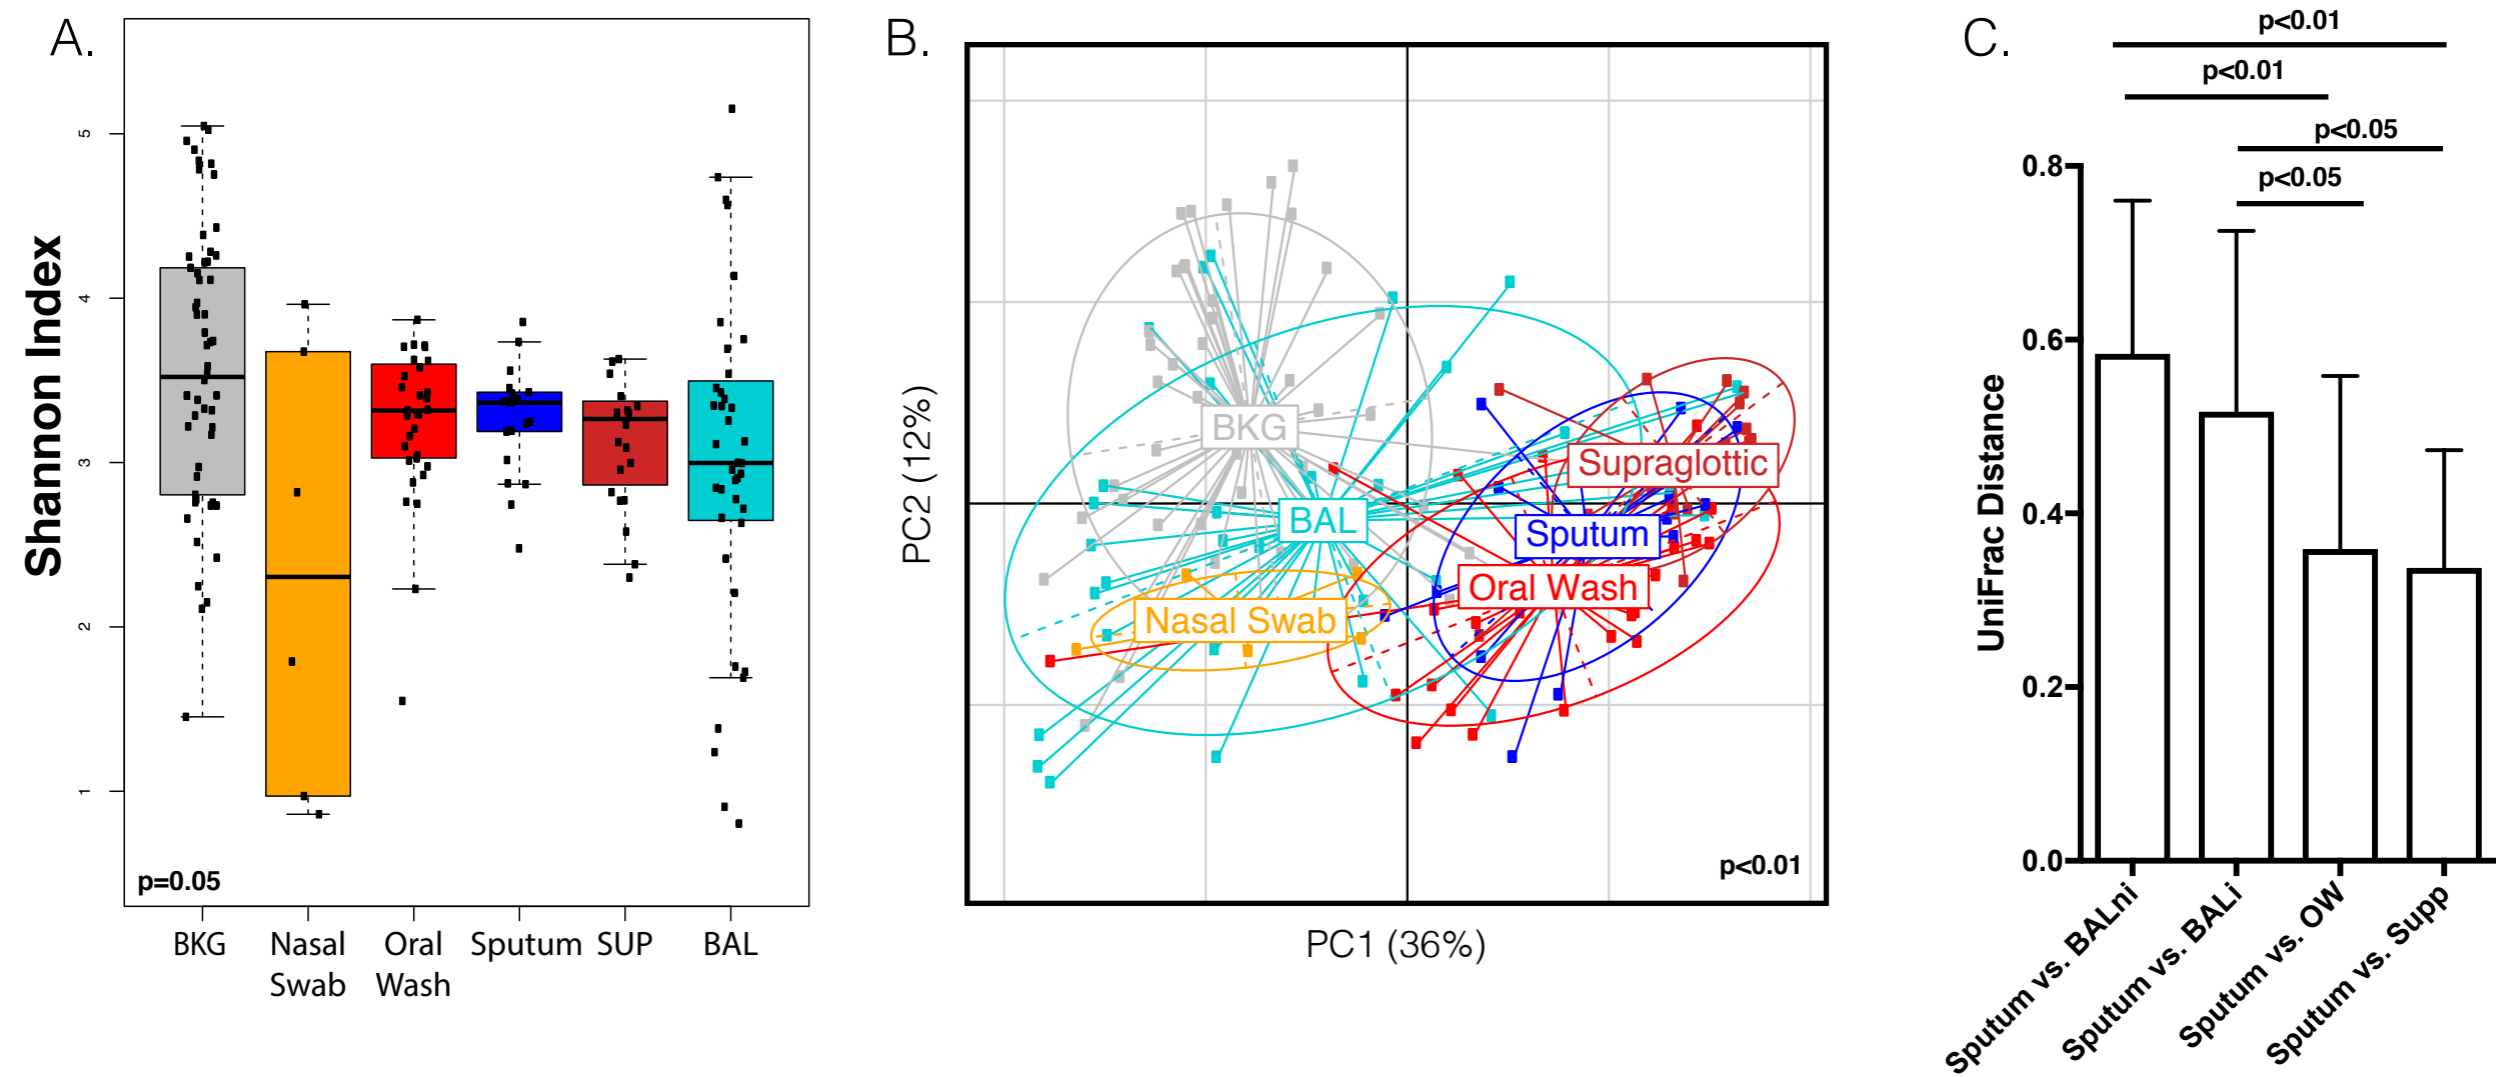 A.
Shannon Index
5
4
3
2
1
p=0.05
BKG
Nasal
Swab
Oral
Wash
Sputum
SUP
BAL
B.
PC2 (12%)
BKG
Supraglottic
BAL
Sputum
Oral Wash
Nasal Swab
p<0.01
PC1 (36%)
C.
p<0.01
p<0.01
p<0.05
p<0.05
UniFrac Distance
0.8
0.6
0.4
0.2
0.0
Sputum vs. BALni
Sputum vs. BALi
Sputum vs. OW
Sputum vs. Supp